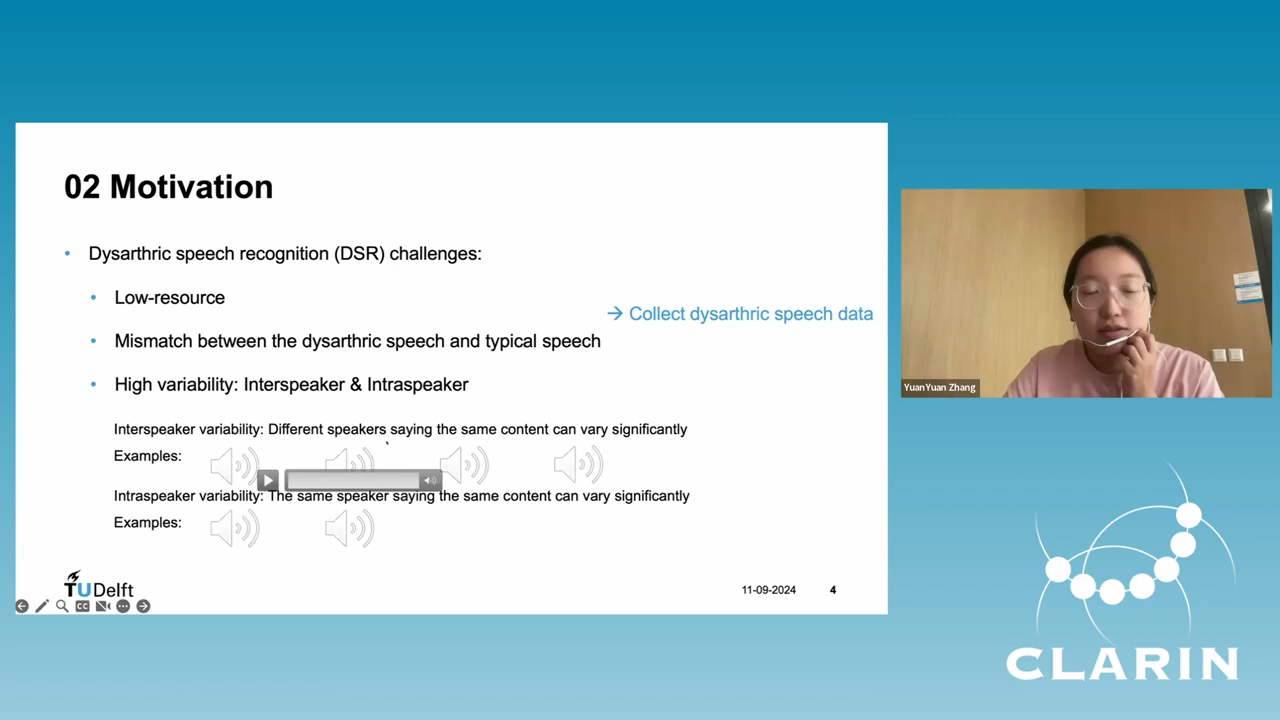 02 Motivation
• Dysarthric speech recognition (DSR) challenges:
• Low-resource
→ Collect dysarthric speech data
• Mismatch between the dysarthric speech and typical speech
• High variability: Interspeaker & Intraspeaker
Interspeaker variability: Different speakers saying the same content can vary significantly
Examples:
Intraspeaker variability: The same speaker saying the same content can vary significantly
Examples:
TUDelft
11-09-2024 4
CC
YuanYuan Zhang
CLARIN